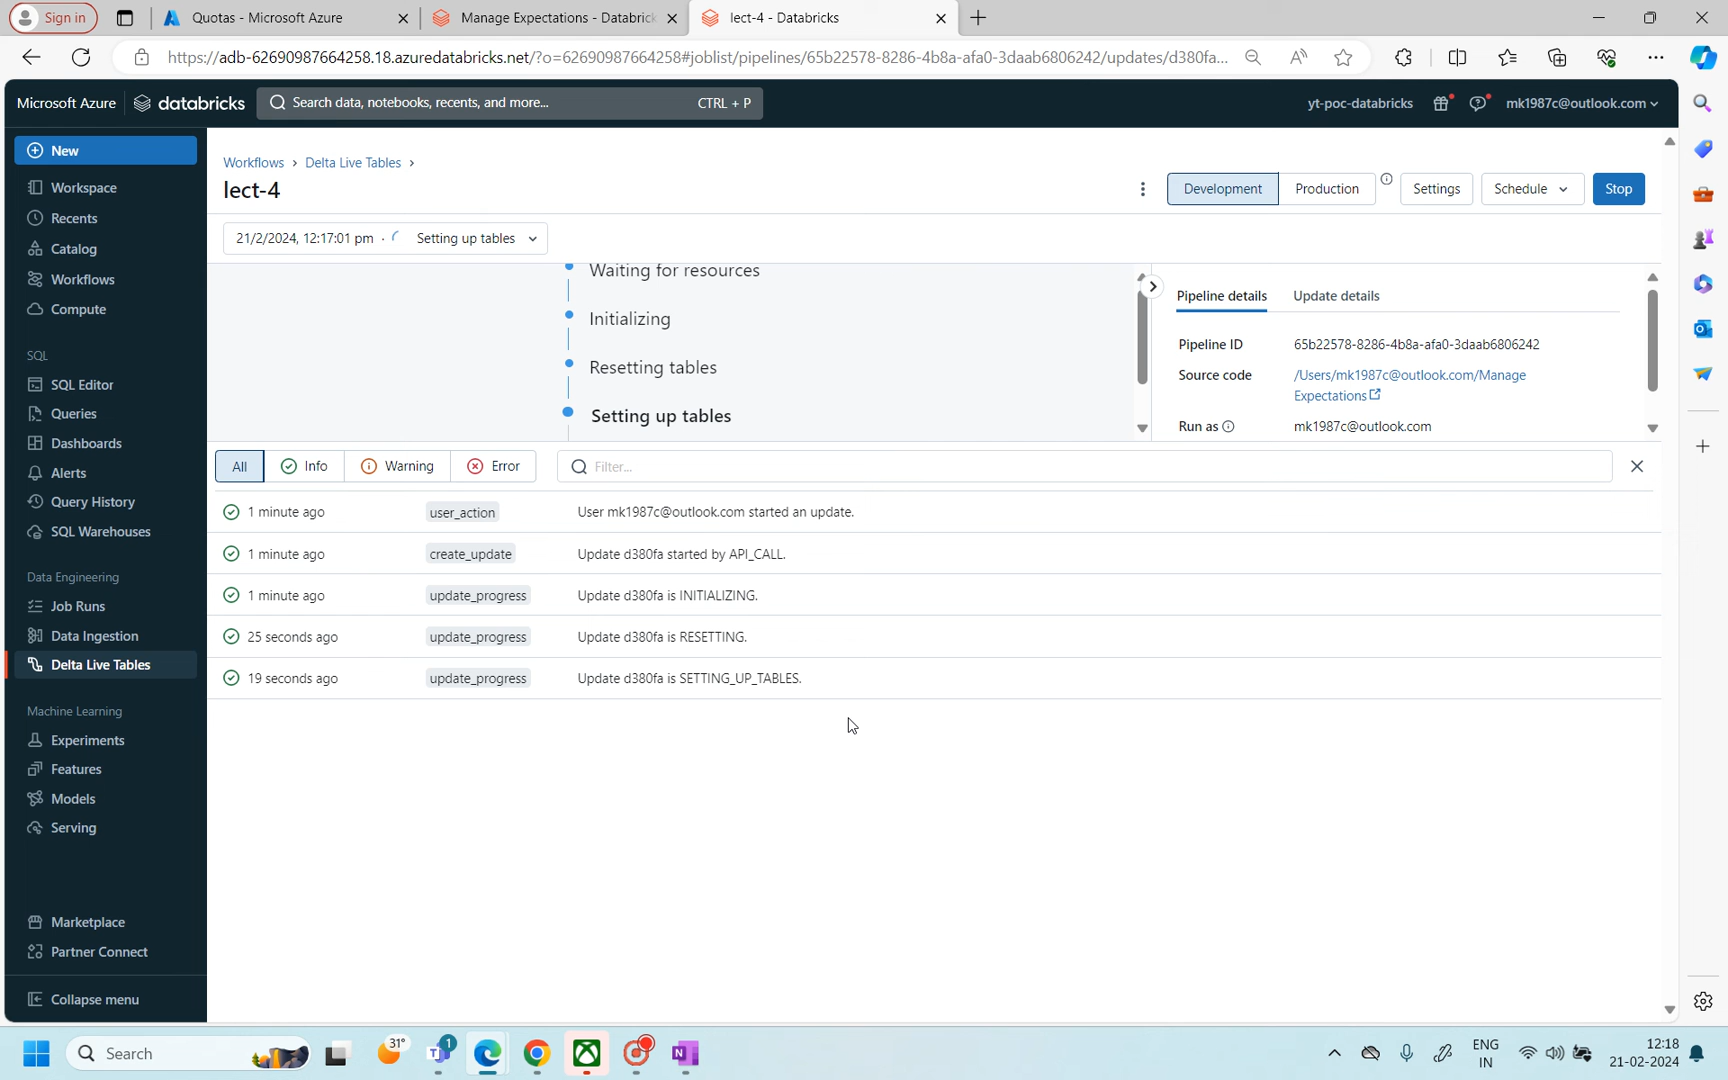 Sign in
Quotas - Microsoft Azure
Manage Expectations - Databrick
lect-4 - Databricks
https://adb-62690987664258.18.azuredatabricks.net/?o=62690987664258#joblist/pipelines/65b22578-8286-4b8a-afa0-3daab6806242/updates/d380fa...
Microsoft Azure
databricks
Search data, notebooks, recents, and more...
CTRL + P
yt-poc-databricks
mk1987c@outlook.com
New
Workspace
Recents
Catalog
Workflows
Compute
SQL
SQL Editor
Queries
Dashboards
Alerts
Query History
SQL Warehouses
Data Engineering
Job Runs
Data Ingestion
Delta Live Tables
Machine Learning
Experiments
Features
Models
Serving
Marketplace
Partner Connect
Collapse menu
Workflows > Delta Live Tables >
lect-4
Development
Production
Settings
Schedule
Stop
21/2/2024, 12:17:01 pm · Setting up tables
Waiting for resources
Initializing
Resetting tables
Setting up tables
Pipeline details
Update details
Pipeline ID 65b22578-8286-4b8a-afa0-3daab6806242
Source code /Users/mk1987c@outlook.com/Manage
Expectations
Run as mk1987c@outlook.com
All
Info
Warning
Error
Filter...
1 minute ago user_action User mk1987c@outlook.com started an update.
1 minute ago create_update Update d380fa started by API_CALL.
1 minute ago update_progress Update d380fa is INITIALIZING.
25 seconds ago update_progress Update d380fa is RESETTING.
19 seconds ago update_progress Update d380fa is SETTING_UP_TABLES.
Search
31°
1
ENG
IN
12:18
21-02-2024